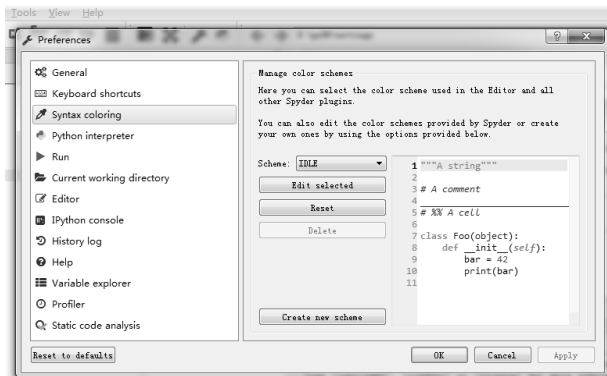 Tools View Help
Preferences
General
Keyboard shortcuts
Syntax coloring
Python interpreter
Run
Current working directory
Editor
IPython console
History log
Help
Variable explorer
Profiler
Static code analysis
Manage color schemes
Here you can select the color scheme used in the Editor and all
other Spyder plugins.
You can also edit the color schemes provided by Spyder or create
your own ones by using the options provided below.
Scheme: IDLE
Edit selected
Reset
Delete
Create new scheme
1 """A string"""
2
3 # A comment
4
5 # %% A cell
6
7 class Foo(object):
8     def __init__(self):
9         bar = 42
10         print(bar)
11
Reset to defaults
OK Cancel Apply